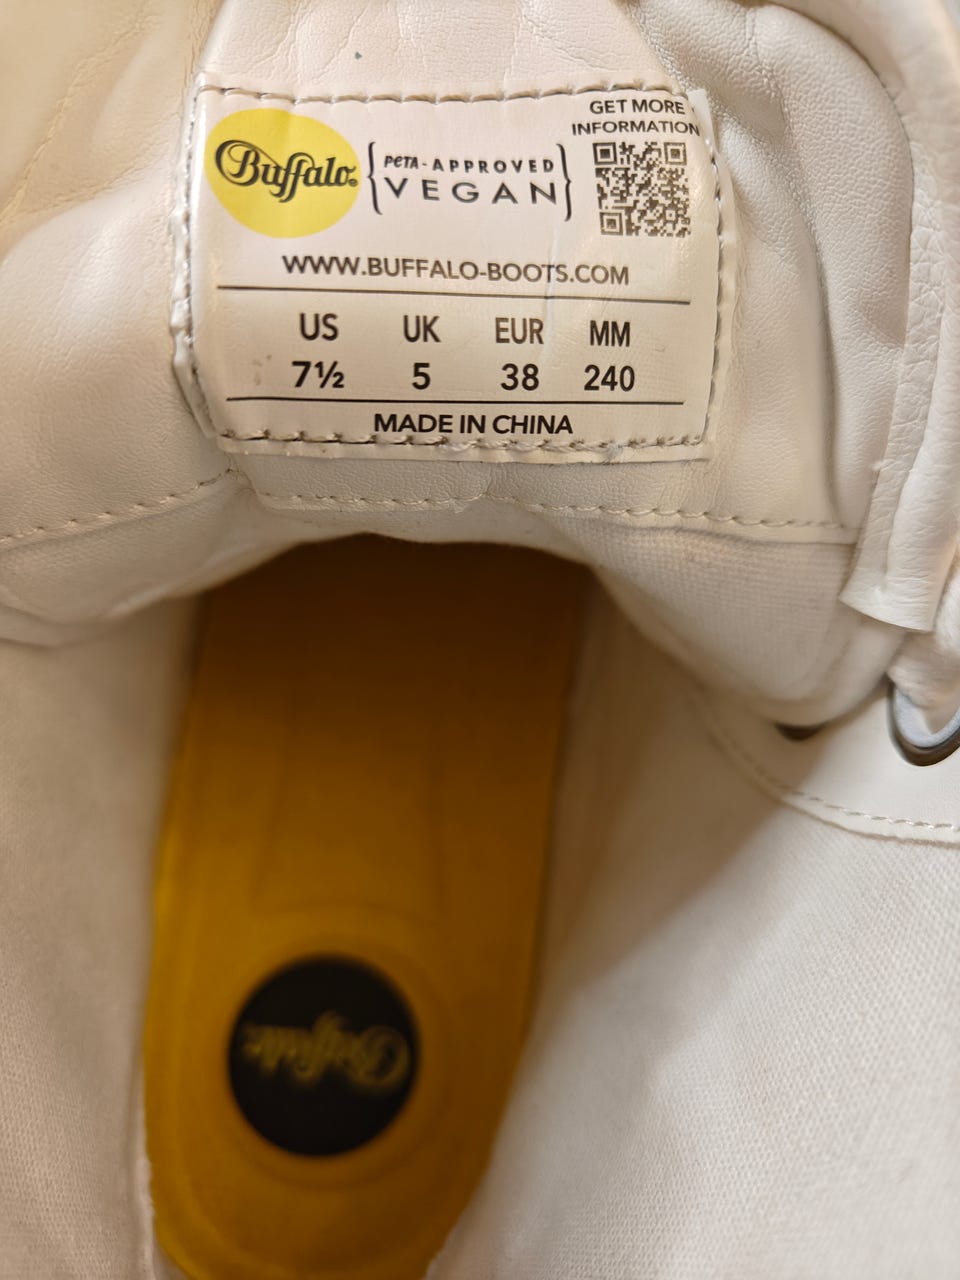 GET MORE
INFORMATION
Buffalo®
PETA-APPROVED
VEGAN
WWW.BUFFALO-BOOTS.COM
US UK EUR MM
7½ 5 38 240
MADE IN CHINA
Buffalo